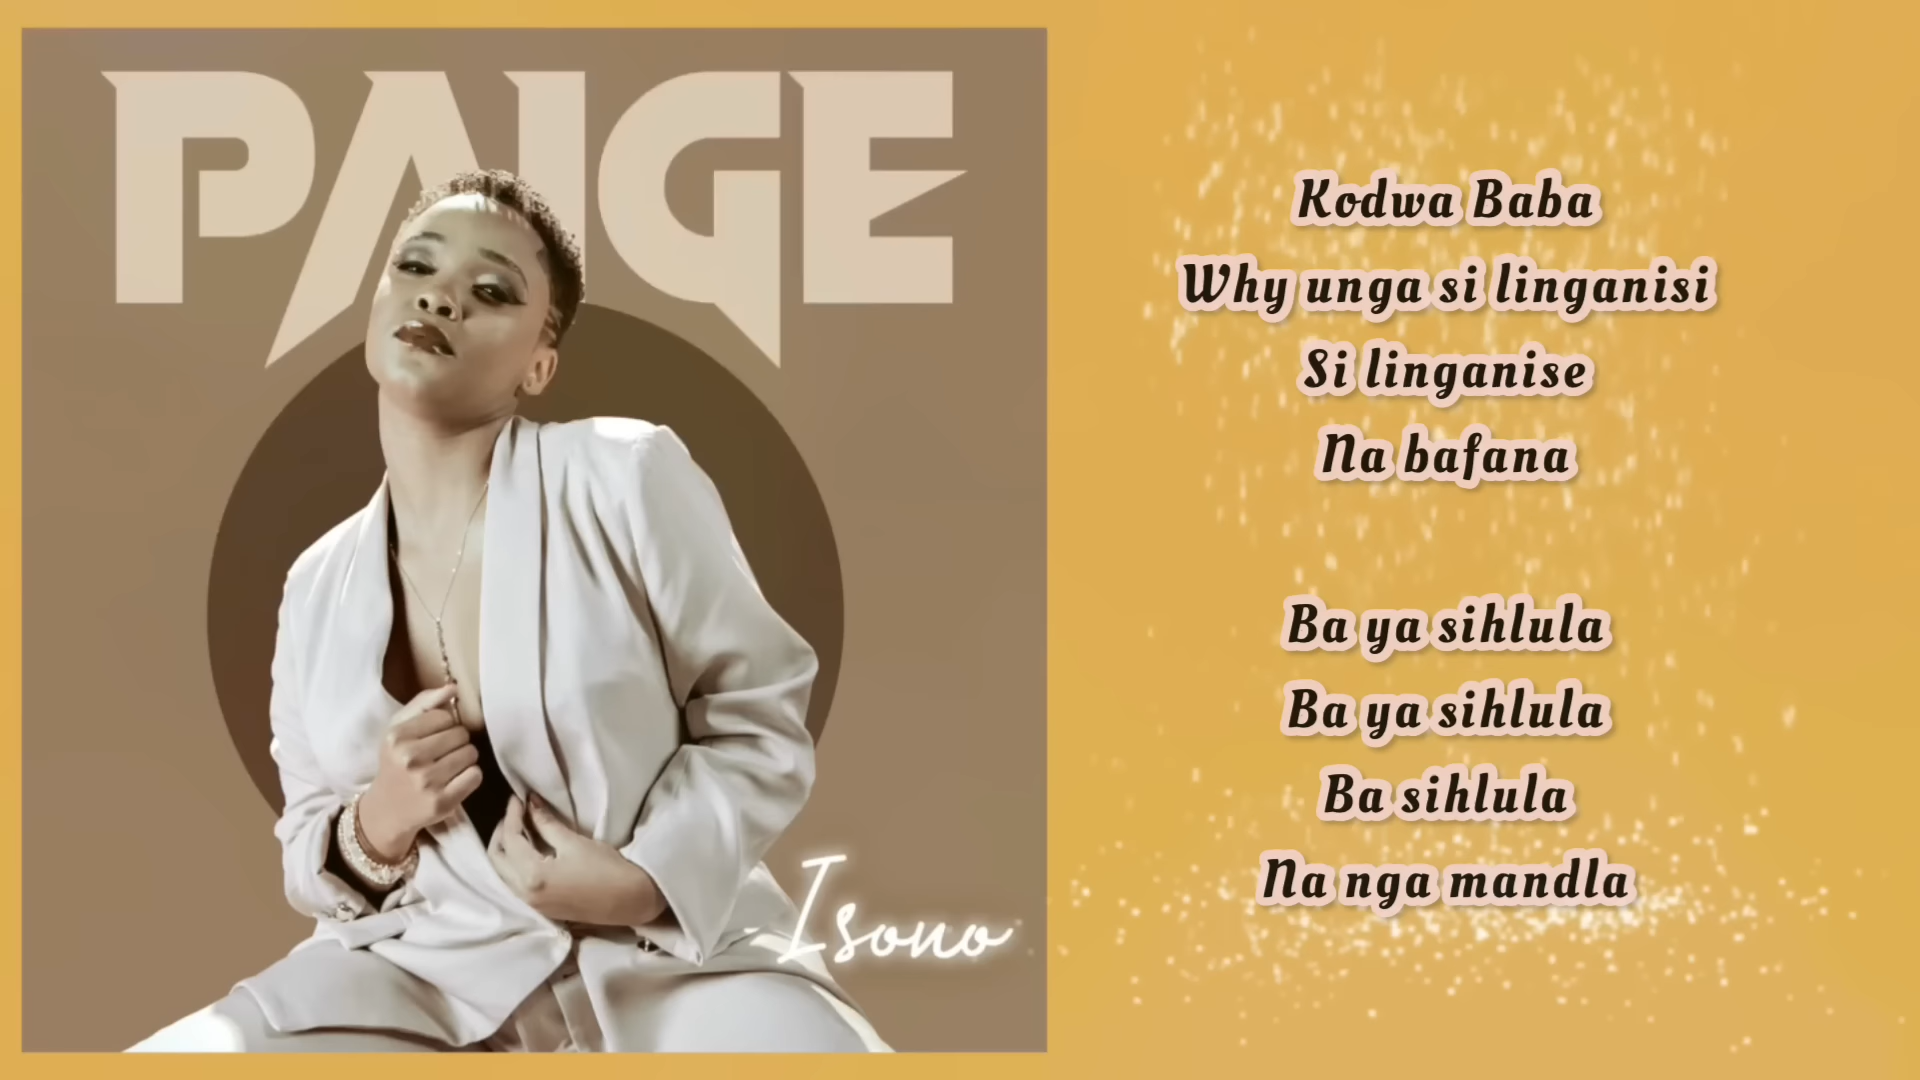 PAIGE
Isono
Kodwa Baba
Why unga si linganisi
Si linganise
Na bafana
Ba ya sihlula
Ba ya sihlula
Ba sihlula
Na nga mandla